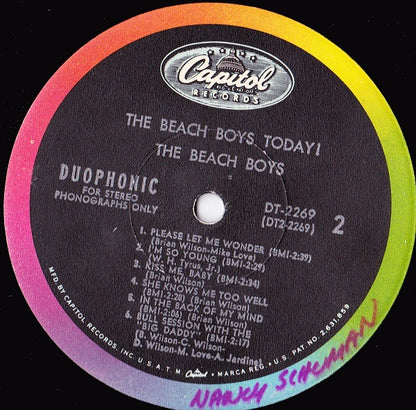 Capitol
RECORDS
THE BEACH BOYS TODAY!
THE BEACH BOYS
DUOPHONIC
FOR STEREO
PHONOGRAPHS ONLY
DT-2269
(DT2-2269)
2
1. PLEASE LET ME WONDER (BMI-2:39)
(Brian Wilson-Mike Love)
2. I'M SO YOUNG (BMI-2:29)
(W. H. Tyrus, Jr.)
3. KISS ME, BABY (BMI-2:34)
(Brian Wilson)
4. SHE KNOWS ME TOO WELL
(BMI-2:28) (Brian Wilson)
5. IN THE BACK OF MY MIND
(BMI-2:06) (Brian Wilson)
6. BULL SESSION WITH THE
"BIG DADDY" (BMI-2:17)
(B. Wilson-C. Wilson-
D. Wilson-M. Love-A. Jardine)
MFD. BY CAPITOL RECORDS, INC. U.S.A. T.M. Capitol MARCA REG. • U.S. PAT. NO. 2,631,859
NANCY